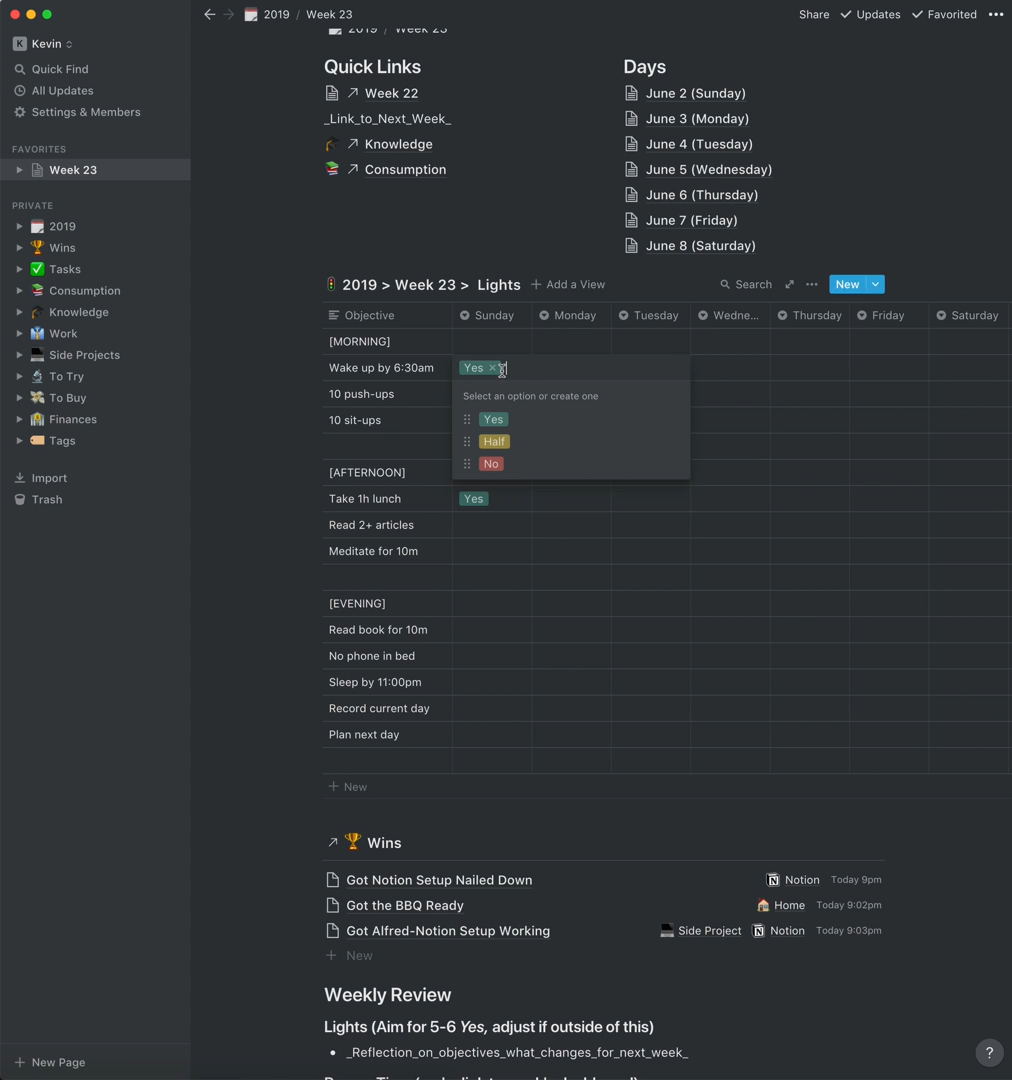 2019 / Week 23
Share
Updates
Favorited
K Kevin
Quick Find
All Updates
Settings & Members
FAVORITES
Week 23
PRIVATE
2019
Wins
Tasks
Consumption
Knowledge
Work
Side Projects
To Try
To Buy
Finances
Tags
Import
Trash
New Page
2019 / Week 23
Quick Links
Week 22
_Link_to_Next_Week_
Knowledge
Consumption
Days
June 2 (Sunday)
June 3 (Monday)
June 4 (Tuesday)
June 5 (Wednesday)
June 6 (Thursday)
June 7 (Friday)
June 8 (Saturday)
2019 > Week 23 > Lights + Add a View Search New
Objective Sunday Monday Tuesday Wedne... Thursday Friday Saturday
[MORNING]
Wake up by 6:30am Yes
Select an option or create one
Yes
Half
No
10 push-ups
10 sit-ups
[AFTERNOON]
Take 1h lunch Yes
Read 2+ articles
Meditate for 10m
[EVENING]
Read book for 10m
No phone in bed
Sleep by 11:00pm
Record current day
Plan next day
+ New
Wins
Got Notion Setup Nailed Down Notion Today 9pm
Got the BBQ Ready Home Today 9:02pm
Got Alfred-Notion Setup Working Side Project Notion Today 9:03pm
+ New
Weekly Review
Lights (Aim for 5-6 Yes, adjust if outside of this)
• _Reflection_on_objectives_what_changes_for_next_week_
?